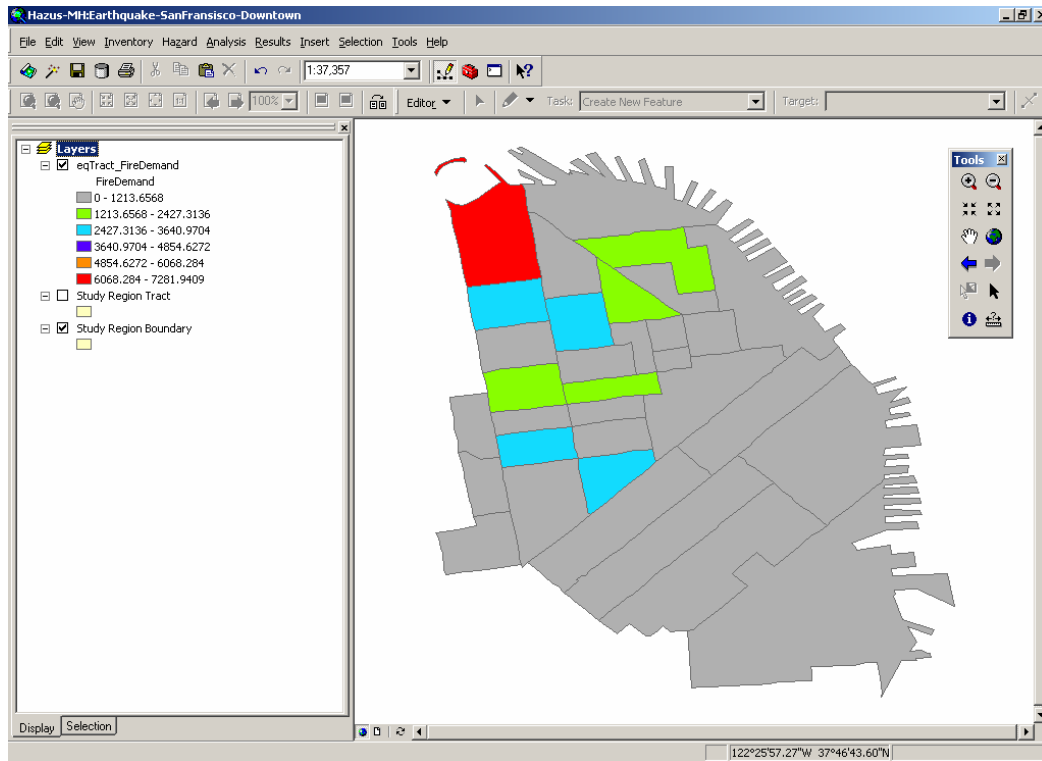 Hazus-MH:Earthquake-SanFransisco-Downtown
File Edit View Inventory Hazard Analysis Results Insert Selection Tools Help
1:37,357
100% Editor Task: Create New Feature Target:
Layers
eqTract_FireDemand
FireDemand
0 - 1213.6568
1213.6568 - 2427.3136
2427.3136 - 3640.9704
3640.9704 - 4854.6272
4854.6272 - 6068.284
6068.284 - 7281.9409
Study Region Tract
Study Region Boundary
Tools
Display Selection
122°25'57.27"W 37°46'43.60"N